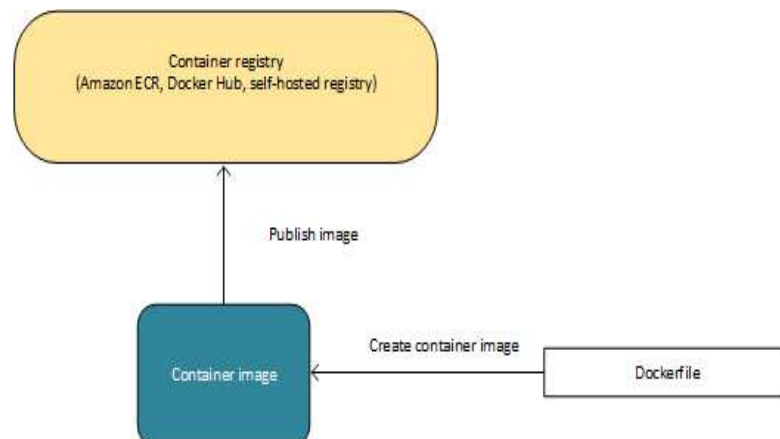 Container registry
(Amazon ECR, Docker Hub, self-hosted registry)
Publish image
Create container image
Container image
Dockerfile